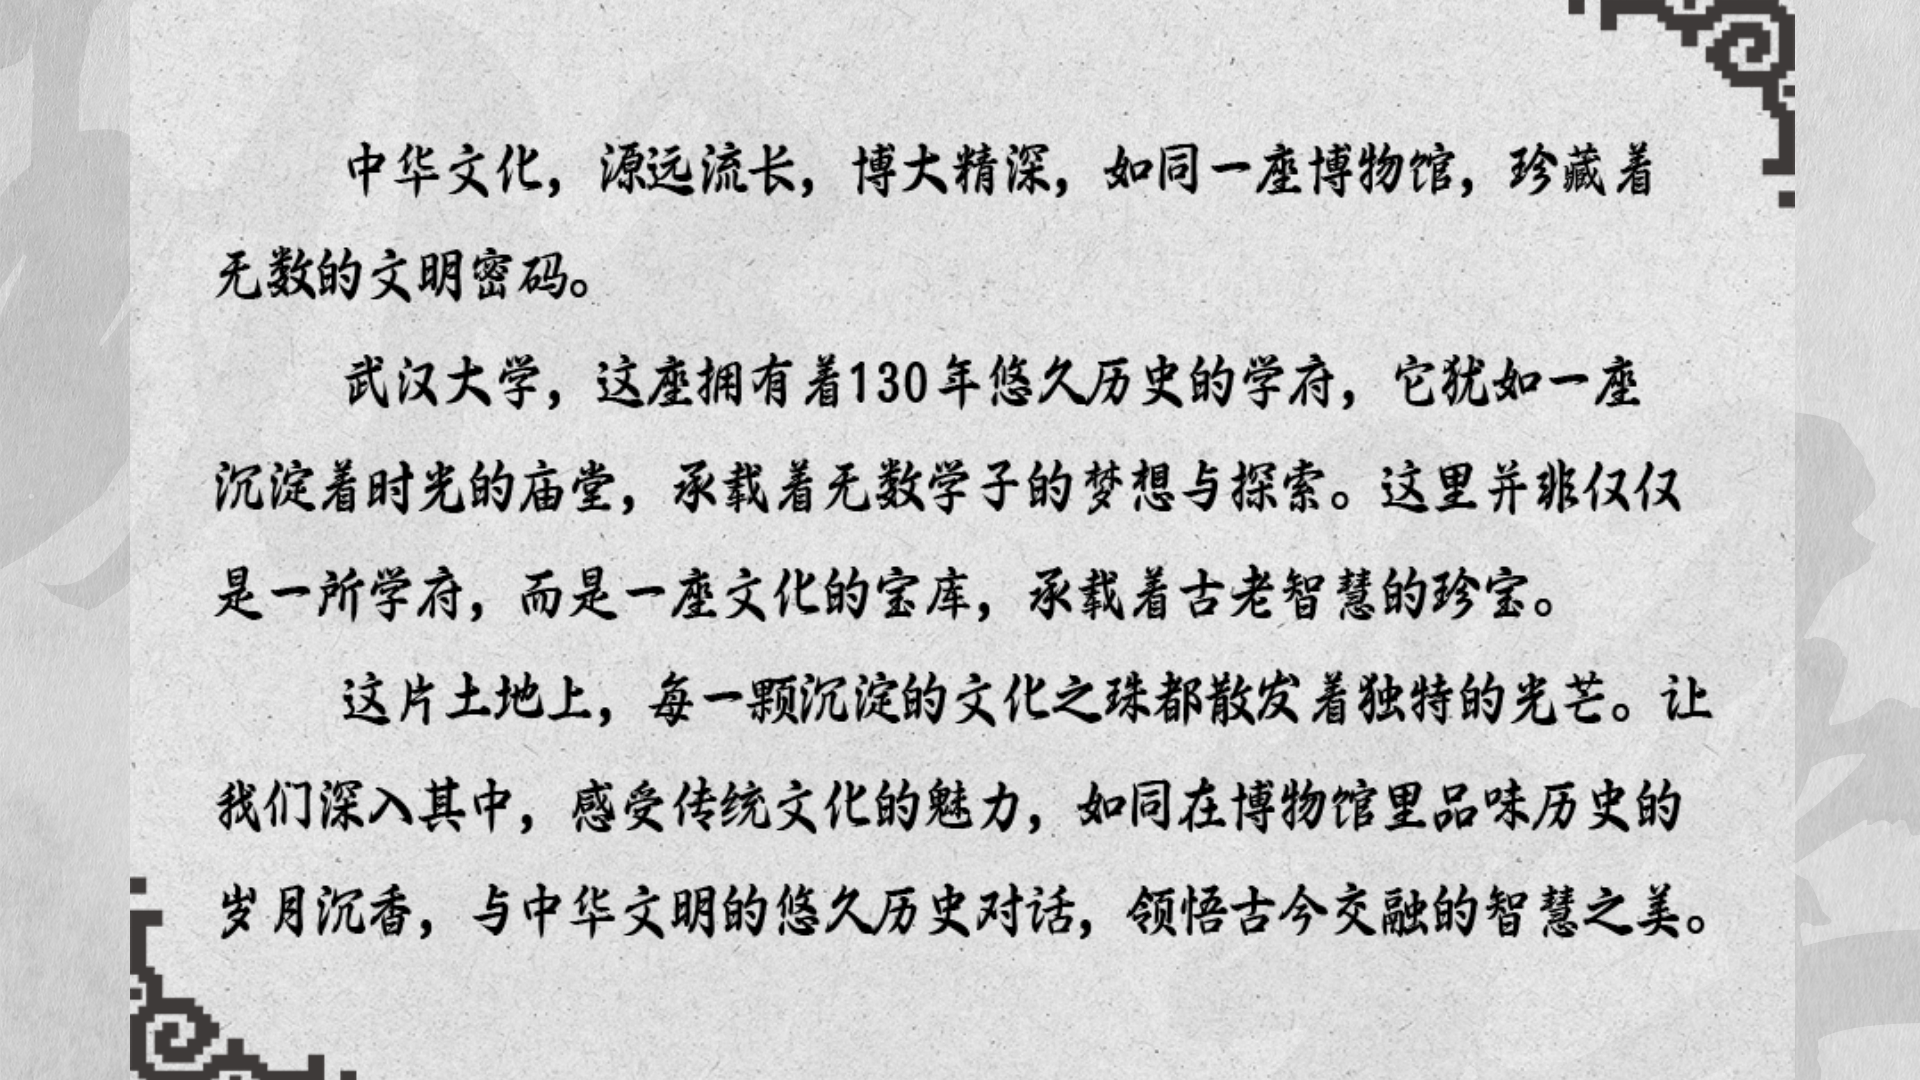 中华文化，源远流长，博大精深，如同一座博物馆，珍藏着
无数的文明密码。
武汉大学，这座拥有着130年悠久历史的学府，它犹如一座
沉淀着时光的庙堂，承载着无数学子的梦想与探索。这里并非仅仅
是一所学府，而是一座文化的宝库，承载着古老智慧的珍宝。
这片土地上，每一颗沉淀的文化之珠都散发着独特的光芒。让
我们深入其中，感受传统文化的魅力，如同在博物馆里品味历史的
岁月沉香，与中华文明的悠久历史对话，领悟古今交融的智慧之美。